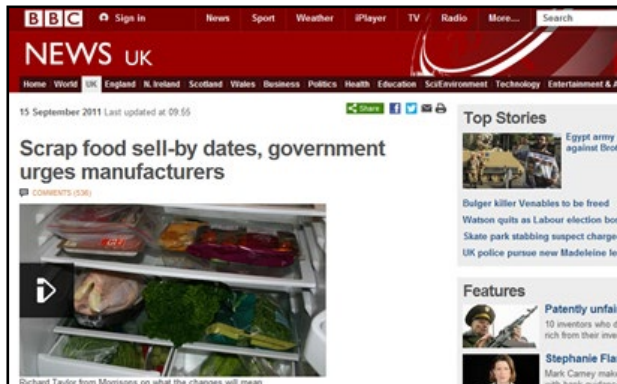 BBC Sign in News Sport Weather iPlayer TV Radio More... Search
NEWS UK
Home World UK England N. Ireland Scotland Wales Business Politics Health Education Sci/Environment Technology Entertainment & A
15 September 2011 Last updated at 09:55
Share
Scrap food sell-by dates, government
urges manufacturers
COMMENTS (536)
Richard Taylor from Morrisons on what the changes will mean
Top Stories
Egypt army
against Brot
Bulger killer Venables to be freed
Watson quits as Labour election bos
Skate park stabbing suspect charge
UK police pursue new Madeleine le
Features
Patently unfai
10 inventors who d
rich from their inve
Stephanie Flan
Mark Carney make